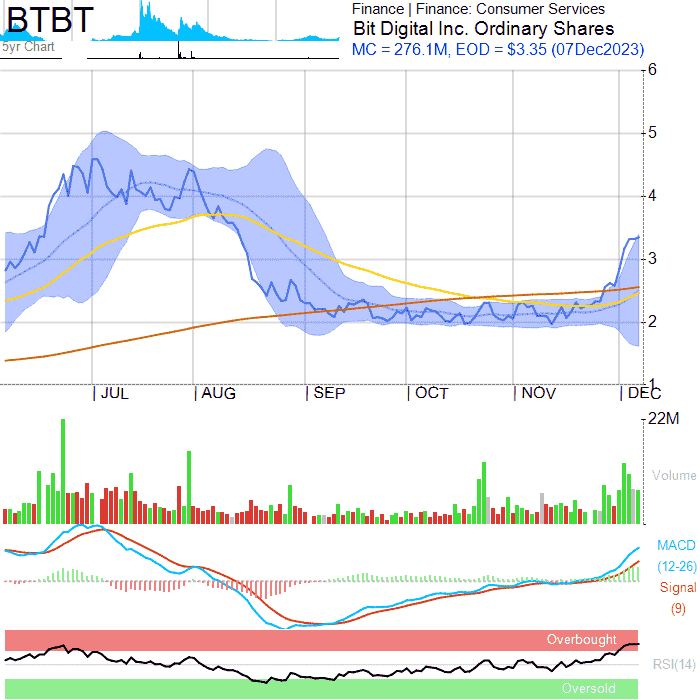 BTBT
5yr Chart
Finance | Finance: Consumer Services
Bit Digital Inc. Ordinary Shares
MC = 276.1M, EOD = $3.35 (07Dec2023)
6
5
4
3
2
1
JUL AUG SEP OCT NOV DEC
22M
Volume
MACD
(12-26)
Signal
(9)
Overbought
RSI(14)
Oversold